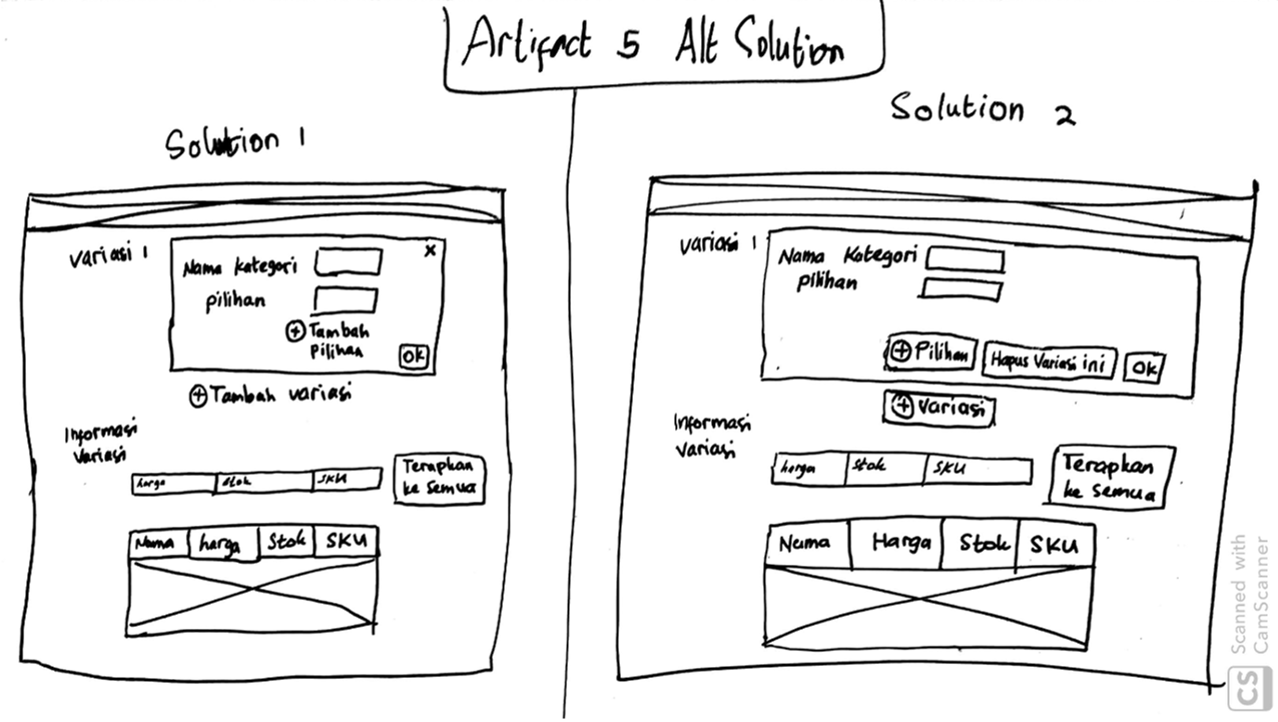 Artifact 5 Alt Solution
Solution 1
Variasi 1
Nama kategori
x
pilihan
+ Tambah
pilihan
OK
+ Tambah variasi
Informasi
Variasi
harga
stok
SKU
Terapkan
ke semua
Nama
harga
Stok
SKU
Solution 2
Variasi 1
Nama Kategori
pilihan
+ Pilihan
Hapus Variasi ini
OK
+ Variasi
Informasi
Variasi
harga
Stok
SKU
Terapkan
ke semua
Nama
Harga
Stok
SKU
Scanned with
CamScanner
CS